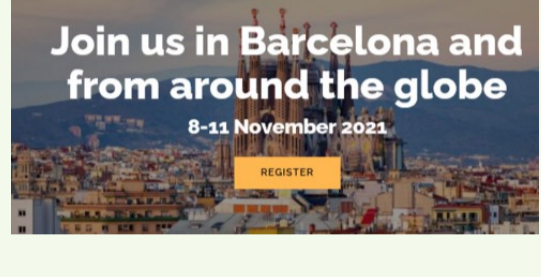 Join us in Barcelona and
from around the globe
8-11 November 2021
REGISTER